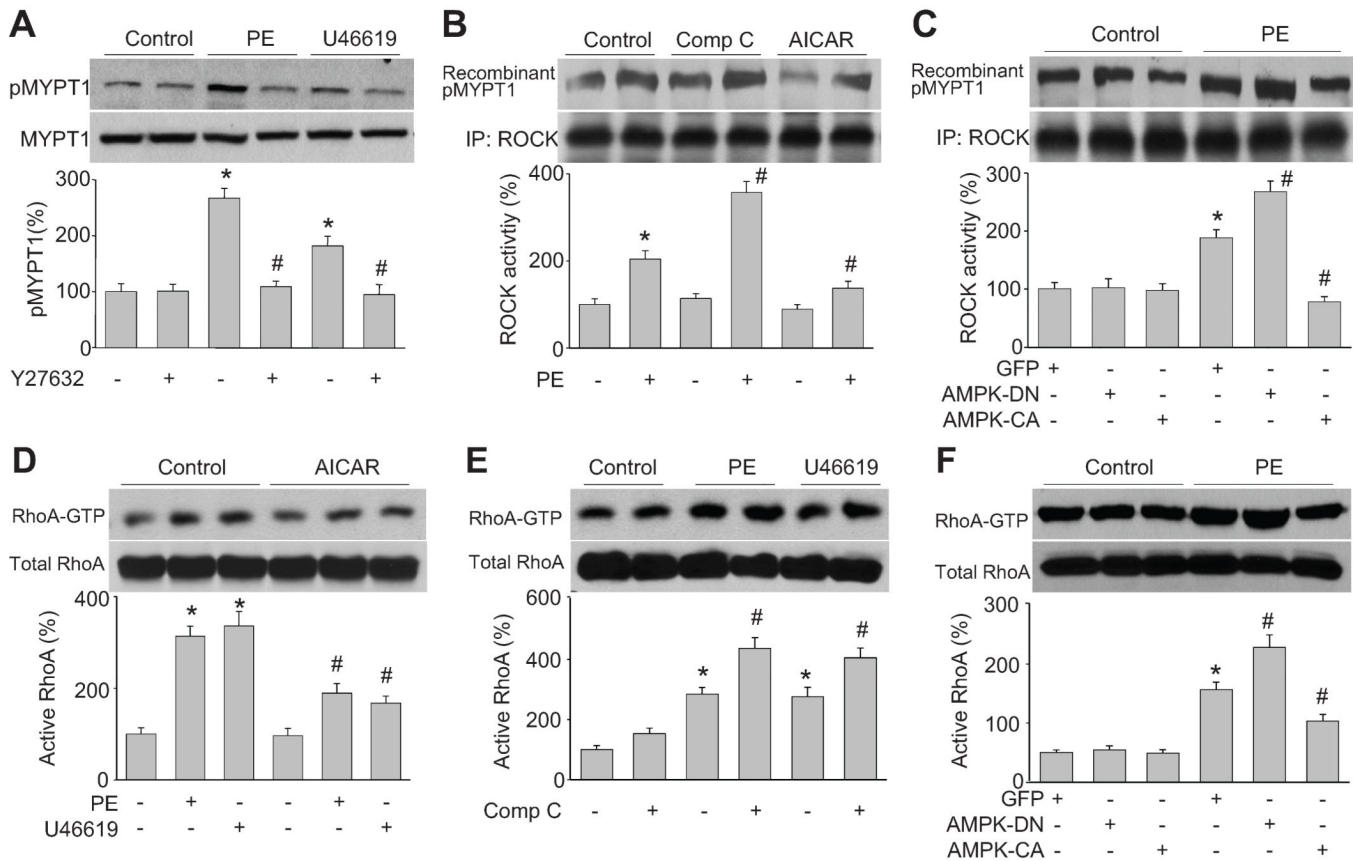 A
Control PE U46619
pMYPT1
MYPT1
300
200
100
0
pMYPT1(%)
*
#
*
#
Y27632 - + - + - +
B
Control Comp C AICAR
Recombinant
pMYPT1
IP: ROCK
400
200
0
ROCK activtiy (%)
*
#
#
PE - + - + - +
C
Control PE
Recombinant
pMYPT1
IP: ROCK
300
200
100
0
ROCK activity (%)
*
#
#
GFP + - - + - -
AMPK-DN - + - - + -
AMPK-CA - - + - - +
D
Control AICAR
RhoA-GTP
Total RhoA
400
200
0
Active RhoA (%)
*
*
#
#
PE - + - - + -
U46619 - - + - - +
E
Control PE U46619
RhoA-GTP
Total RhoA
600
400
200
0
Active RhoA (%)
*
#
*
#
Comp C - + - + - +
F
Control PE
RhoA-GTP
Total RhoA
300
200
100
0
Active RhoA (%)
*
#
#
GFP + - - + - -
AMPK-DN - + - - + -
AMPK-CA - - + - - +